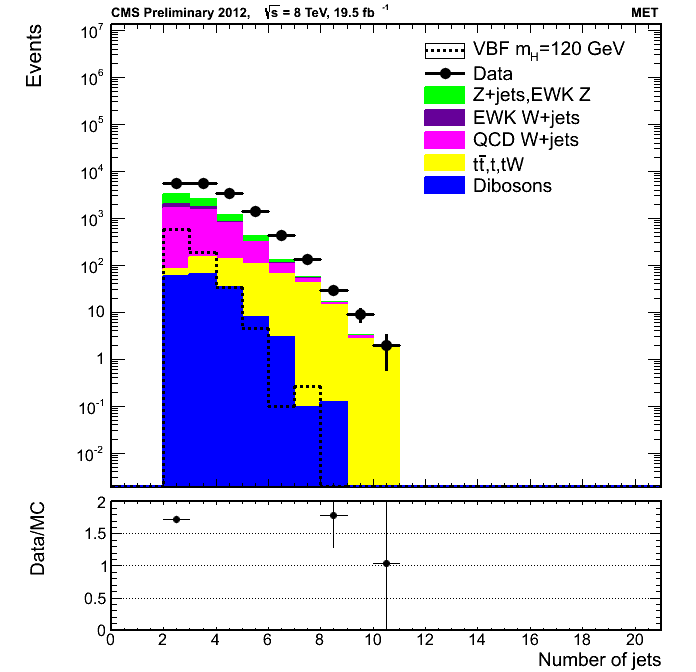 CMS Preliminary 2012, √s = 8 TeV, 19.5 fb⁻¹ MET
Events
10⁷
10⁶
10⁵
10⁴
10³
10²
10
1
10⁻¹
10⁻²
VBF m_H=120 GeV
Data
Z+jets,EWK Z
EWK W+jets
QCD W+jets
tt̄,t,tW
Dibosons
Data/MC
2
1.5
1
0.5
0
0 2 4 6 8 10 12 14 16 18 20
Number of jets